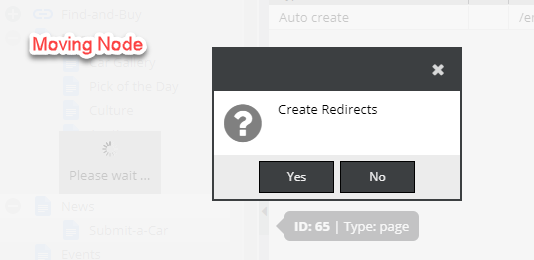 Find-and-Buy
Auto create
/e
Moving Node
Gallery
Pick of the Day
Create Redirects
Culture
Please wait ...
Yes
No
News
ID: 65 | Type: page
Submit-a-Car
Events